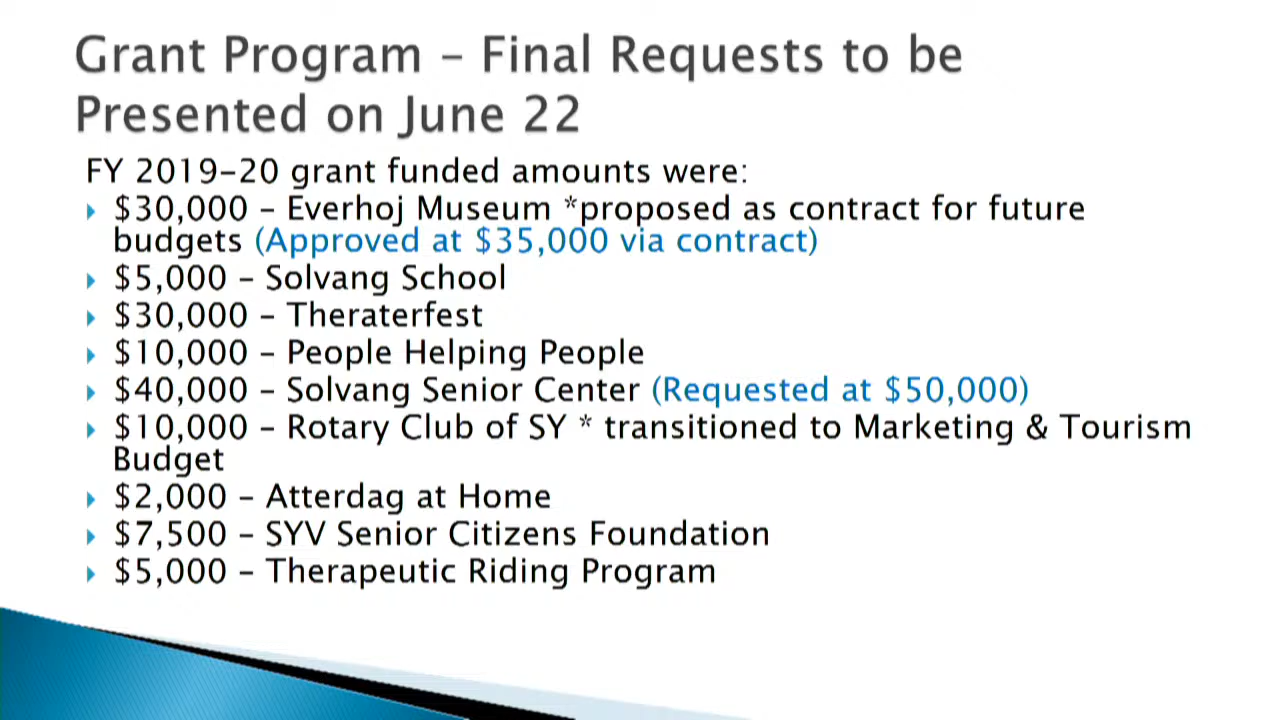 Grant Program – Final Requests to be
Presented on June 22
FY 2019-20 grant funded amounts were:
$30,000 – Everhoj Museum *proposed as contract for future
budgets (Approved at $35,000 via contract)
$5,000 – Solvang School
$30,000 – Theraterfest
$10,000 – People Helping People
$40,000 – Solvang Senior Center (Requested at $50,000)
$10,000 – Rotary Club of SY * transitioned to Marketing & Tourism
Budget
$2,000 – Atterdag at Home
$7,500 – SYV Senior Citizens Foundation
$5,000 – Therapeutic Riding Program